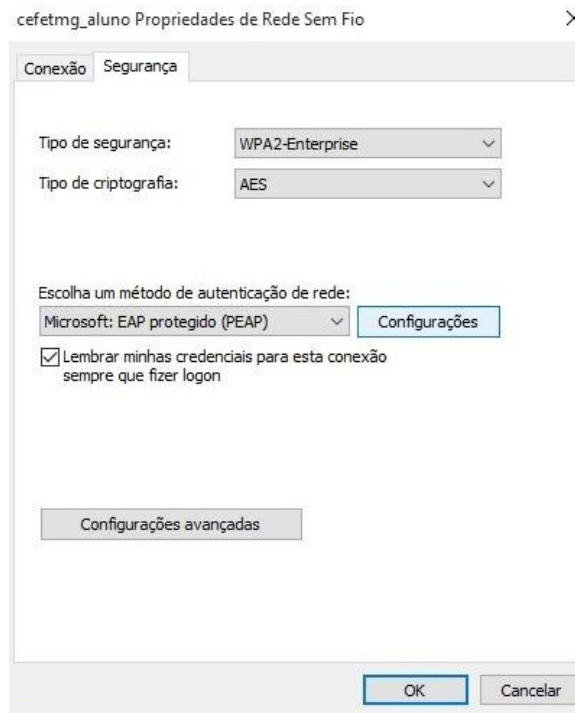 cefetmg_aluno Propriedades de Rede Sem Fio
Conexão Segurança
Tipo de segurança: WPA2-Enterprise
Tipo de criptografia: AES
Escolha um método de autenticação de rede:
Microsoft: EAP protegido (PEAP) Configurações
Lembrar minhas credenciais para esta conexão
sempre que fizer logon
Configurações avançadas
OK Cancelar